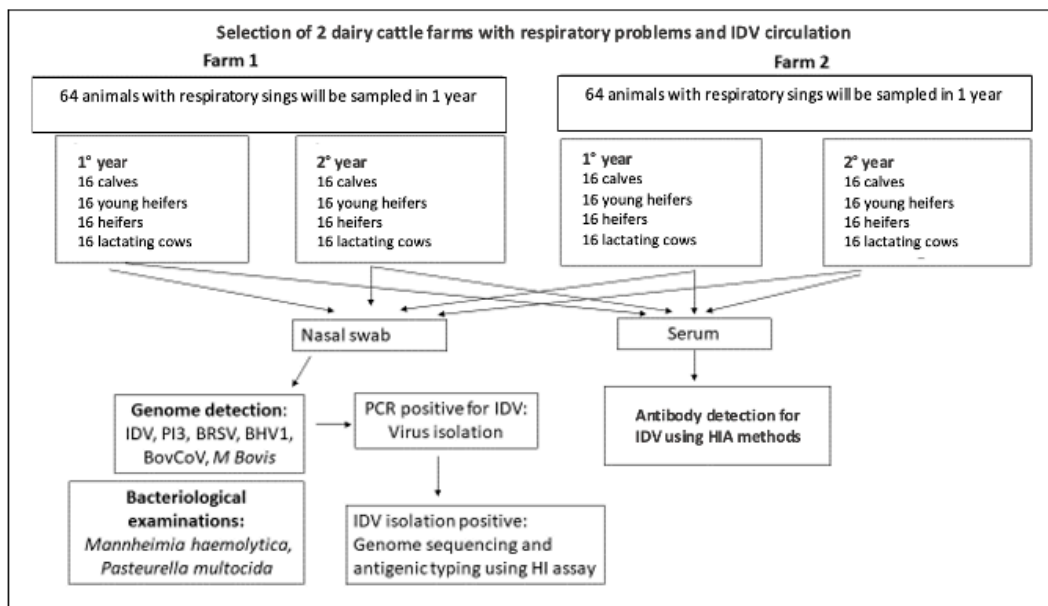 Selection of 2 dairy cattle farms with respiratory problems and IDV circulation
Farm 1
64 animals with respiratory sings will be sampled in 1 year
1° year
16 calves
16 young heifers
16 heifers
16 lactating cows
2° year
16 calves
16 young heifers
16 heifers
16 lactating cows
Farm 2
64 animals with respiratory sings will be sampled in 1 year
1° year
16 calves
16 young heifers
16 heifers
16 lactating cows
2° year
16 calves
16 young heifers
16 heifers
16 lactating cows
Nasal swab
Serum
Genome detection:
IDV, PI3, BRSV, BHV1,
BovCoV, M Bovis
PCR positive for IDV:
Virus isolation
Antibody detection for
IDV using HIA methods
Bacteriological
examinations:
Mannheimia haemolytica,
Pasteurella multocida
IDV isolation positive:
Genome sequencing and
antigenic typing using HI assay